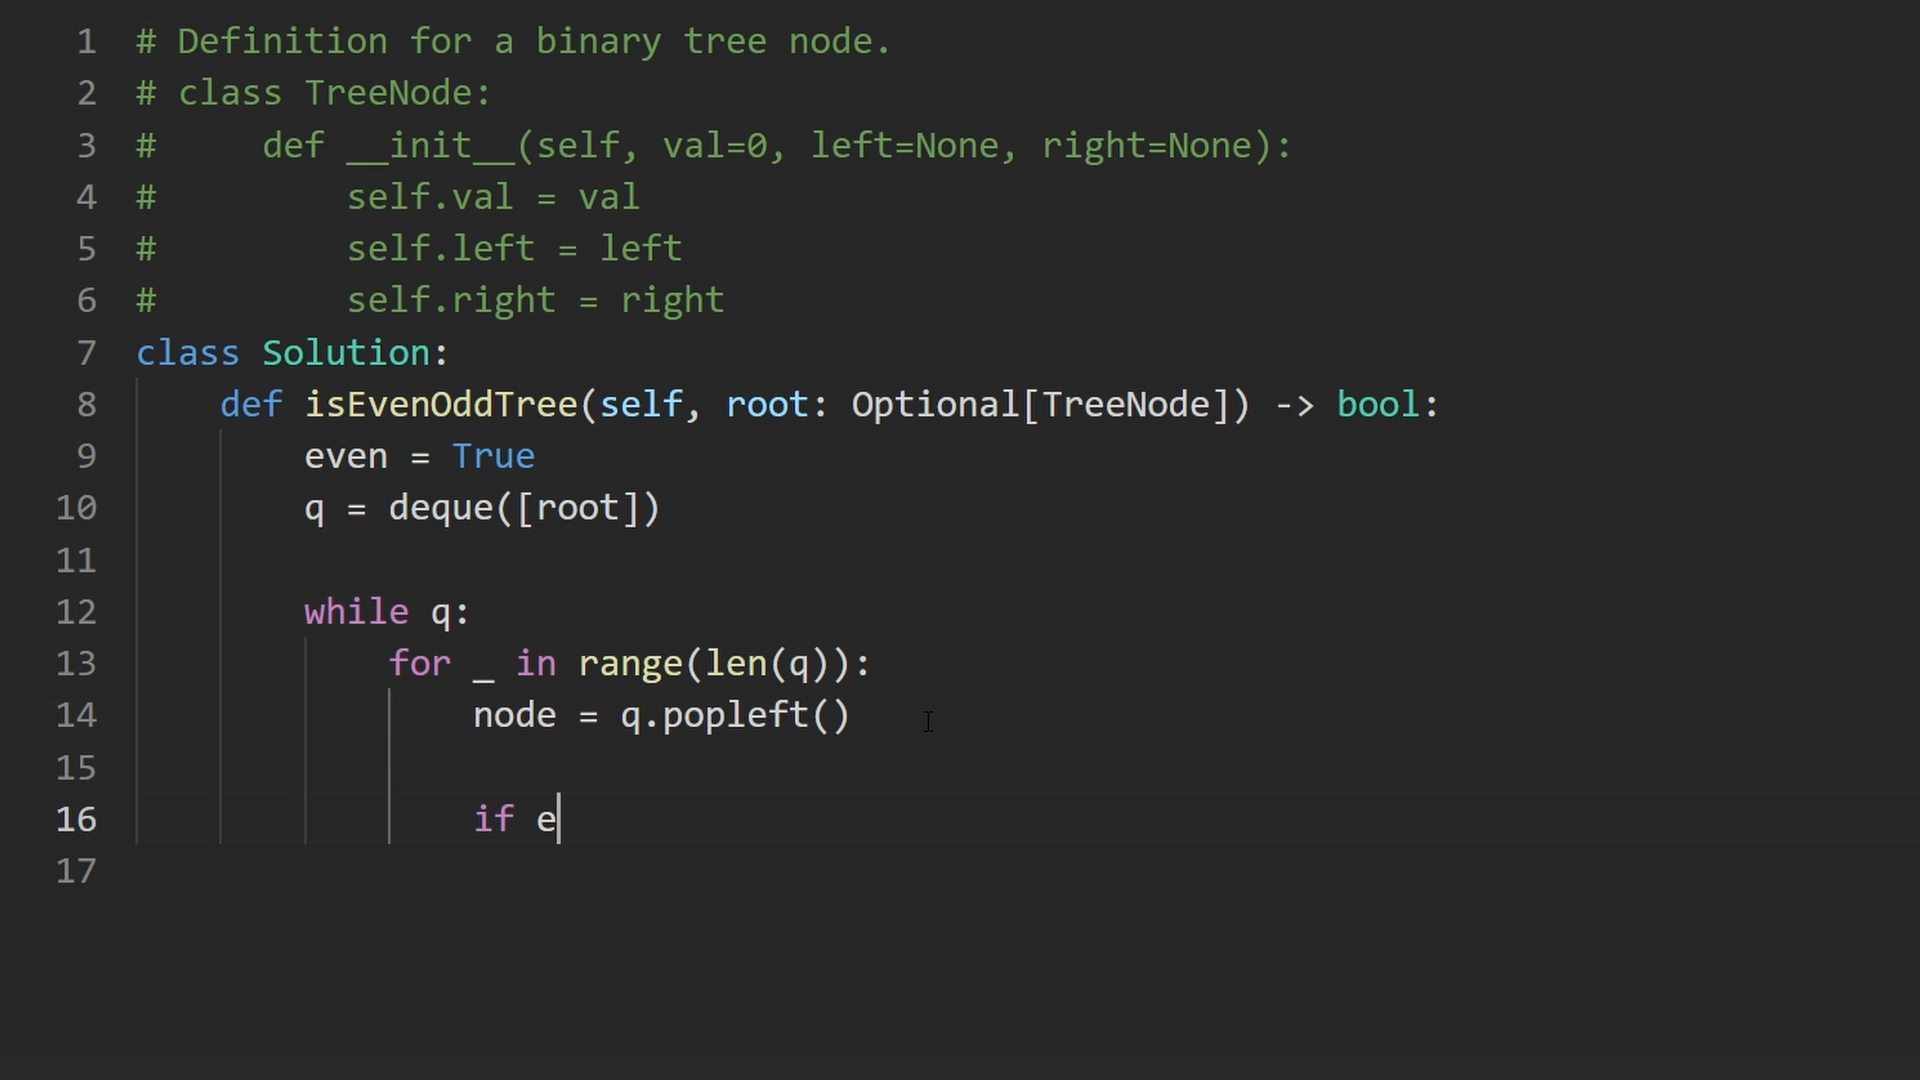 1 # Definition for a binary tree node.
2 # class TreeNode:
3 #     def __init__(self, val=0, left=None, right=None):
4 #         self.val = val
5 #         self.left = left
6 #         self.right = right
7 class Solution:
8     def isEvenOddTree(self, root: Optional[TreeNode]) -> bool:
9         even = True
10         q = deque([root])
11
12         while q:
13             for _ in range(len(q)):
14                 node = q.popleft()
15
16                 if e
17